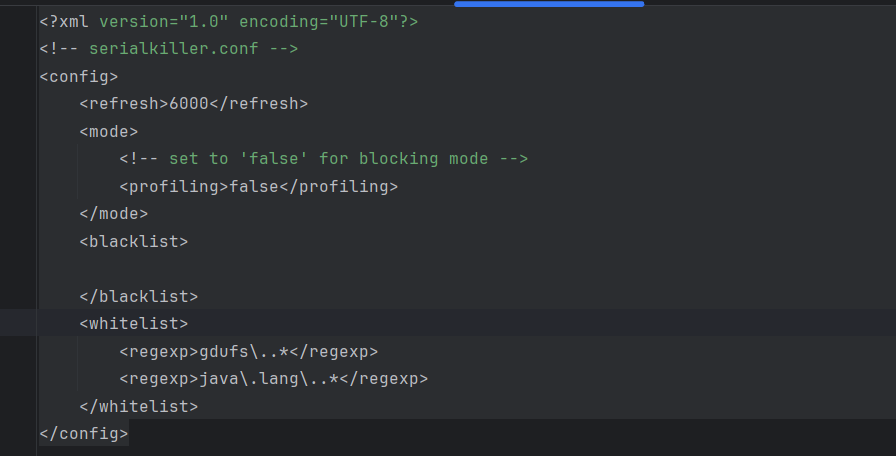 <?xml version="1.0" encoding="UTF-8"?>
<!-- serialkiller.conf -->
<config>
    <refresh>6000</refresh>
    <mode>
        <!-- set to 'false' for blocking mode -->
        <profiling>false</profiling>
    </mode>
    <blacklist>

    </blacklist>
    <whitelist>
        <regexp>gdufs\..*</regexp>
        <regexp>java\.lang\..*</regexp>
    </whitelist>
</config>